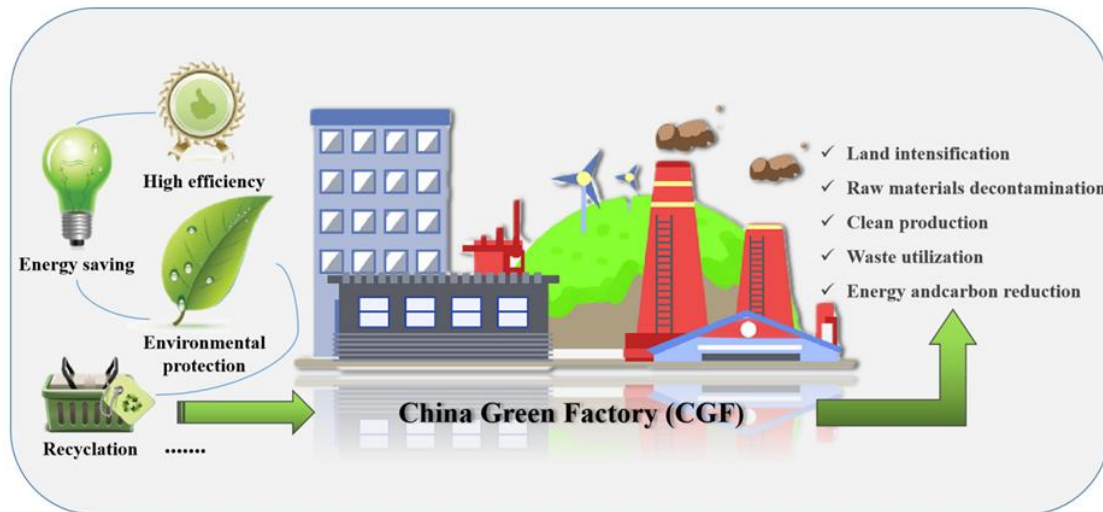 High efficiency
Energy saving
Environmental
protection
Recyclation
.......
China Green Factory (CGF)
✓ Land intensification
✓ Raw materials decontamination
✓ Clean production
✓ Waste utilization
✓ Energy andcarbon reduction